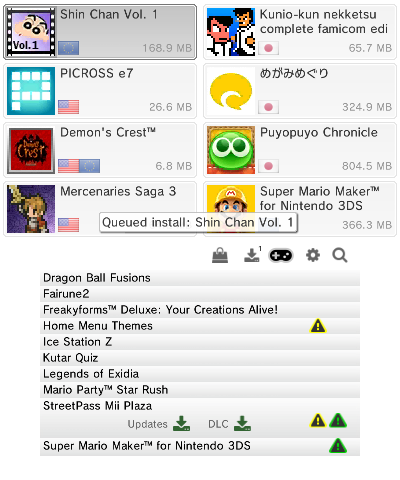 Shin Chan Vol. 1
Vol.1
168.9 MB
Kunio-kun nekketsu
complete famicom edi
65.7 MB
PICROSS e7
26.6 MB
めがみめぐり
324.9 MB
Demon's Crest™
6.8 MB
Puyopuyo Chronicle
804.5 MB
Mercenaries Saga 3
Super Mario Maker™
for Nintendo 3DS
366.3 MB
Queued install: Shin Chan Vol. 1
1
Dragon Ball Fusions
Fairune2
Freakyforms™ Deluxe: Your Creations Alive!
Home Menu Themes
Ice Station Z
Kutar Quiz
Legends of Exidia
Mario Party™ Star Rush
StreetPass Mii Plaza
Updates DLC
Super Mario Maker™ for Nintendo 3DS